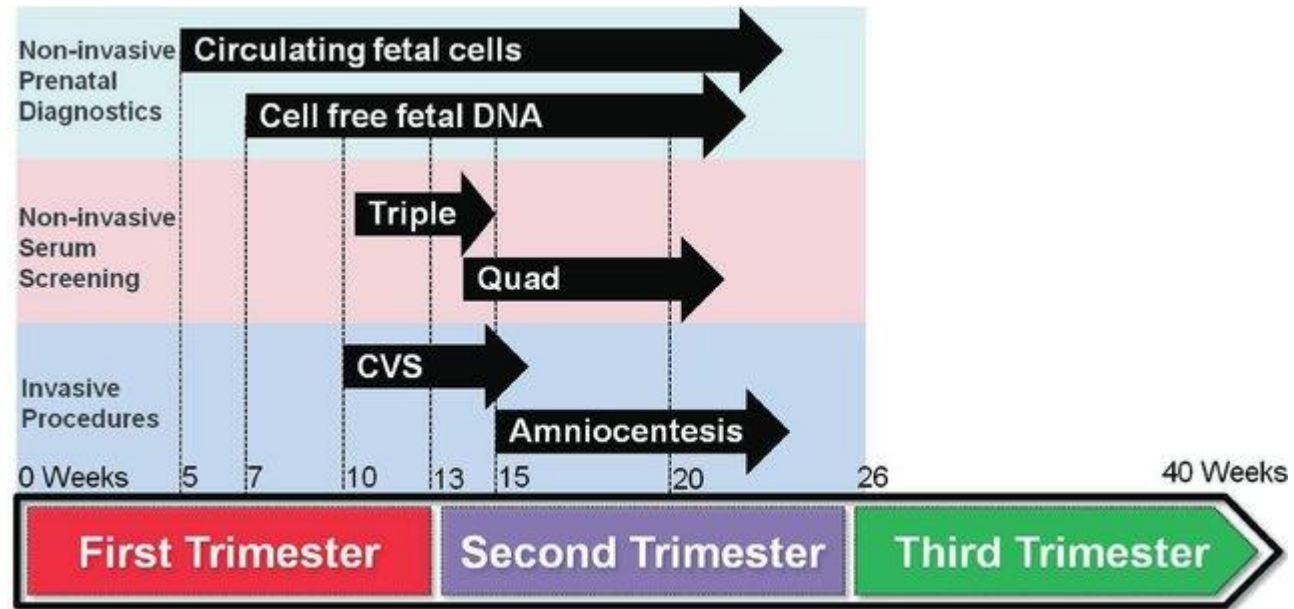 Non-invasive
Prenatal
Diagnostics
Circulating fetal cells
Cell free fetal DNA
Non-invasive
Serum
Screening
Triple
Quad
Invasive
Procedures
CVS
Amniocentesis
0 Weeks 5 7 10 13 15 20 26 40 Weeks
First Trimester Second Trimester Third Trimester